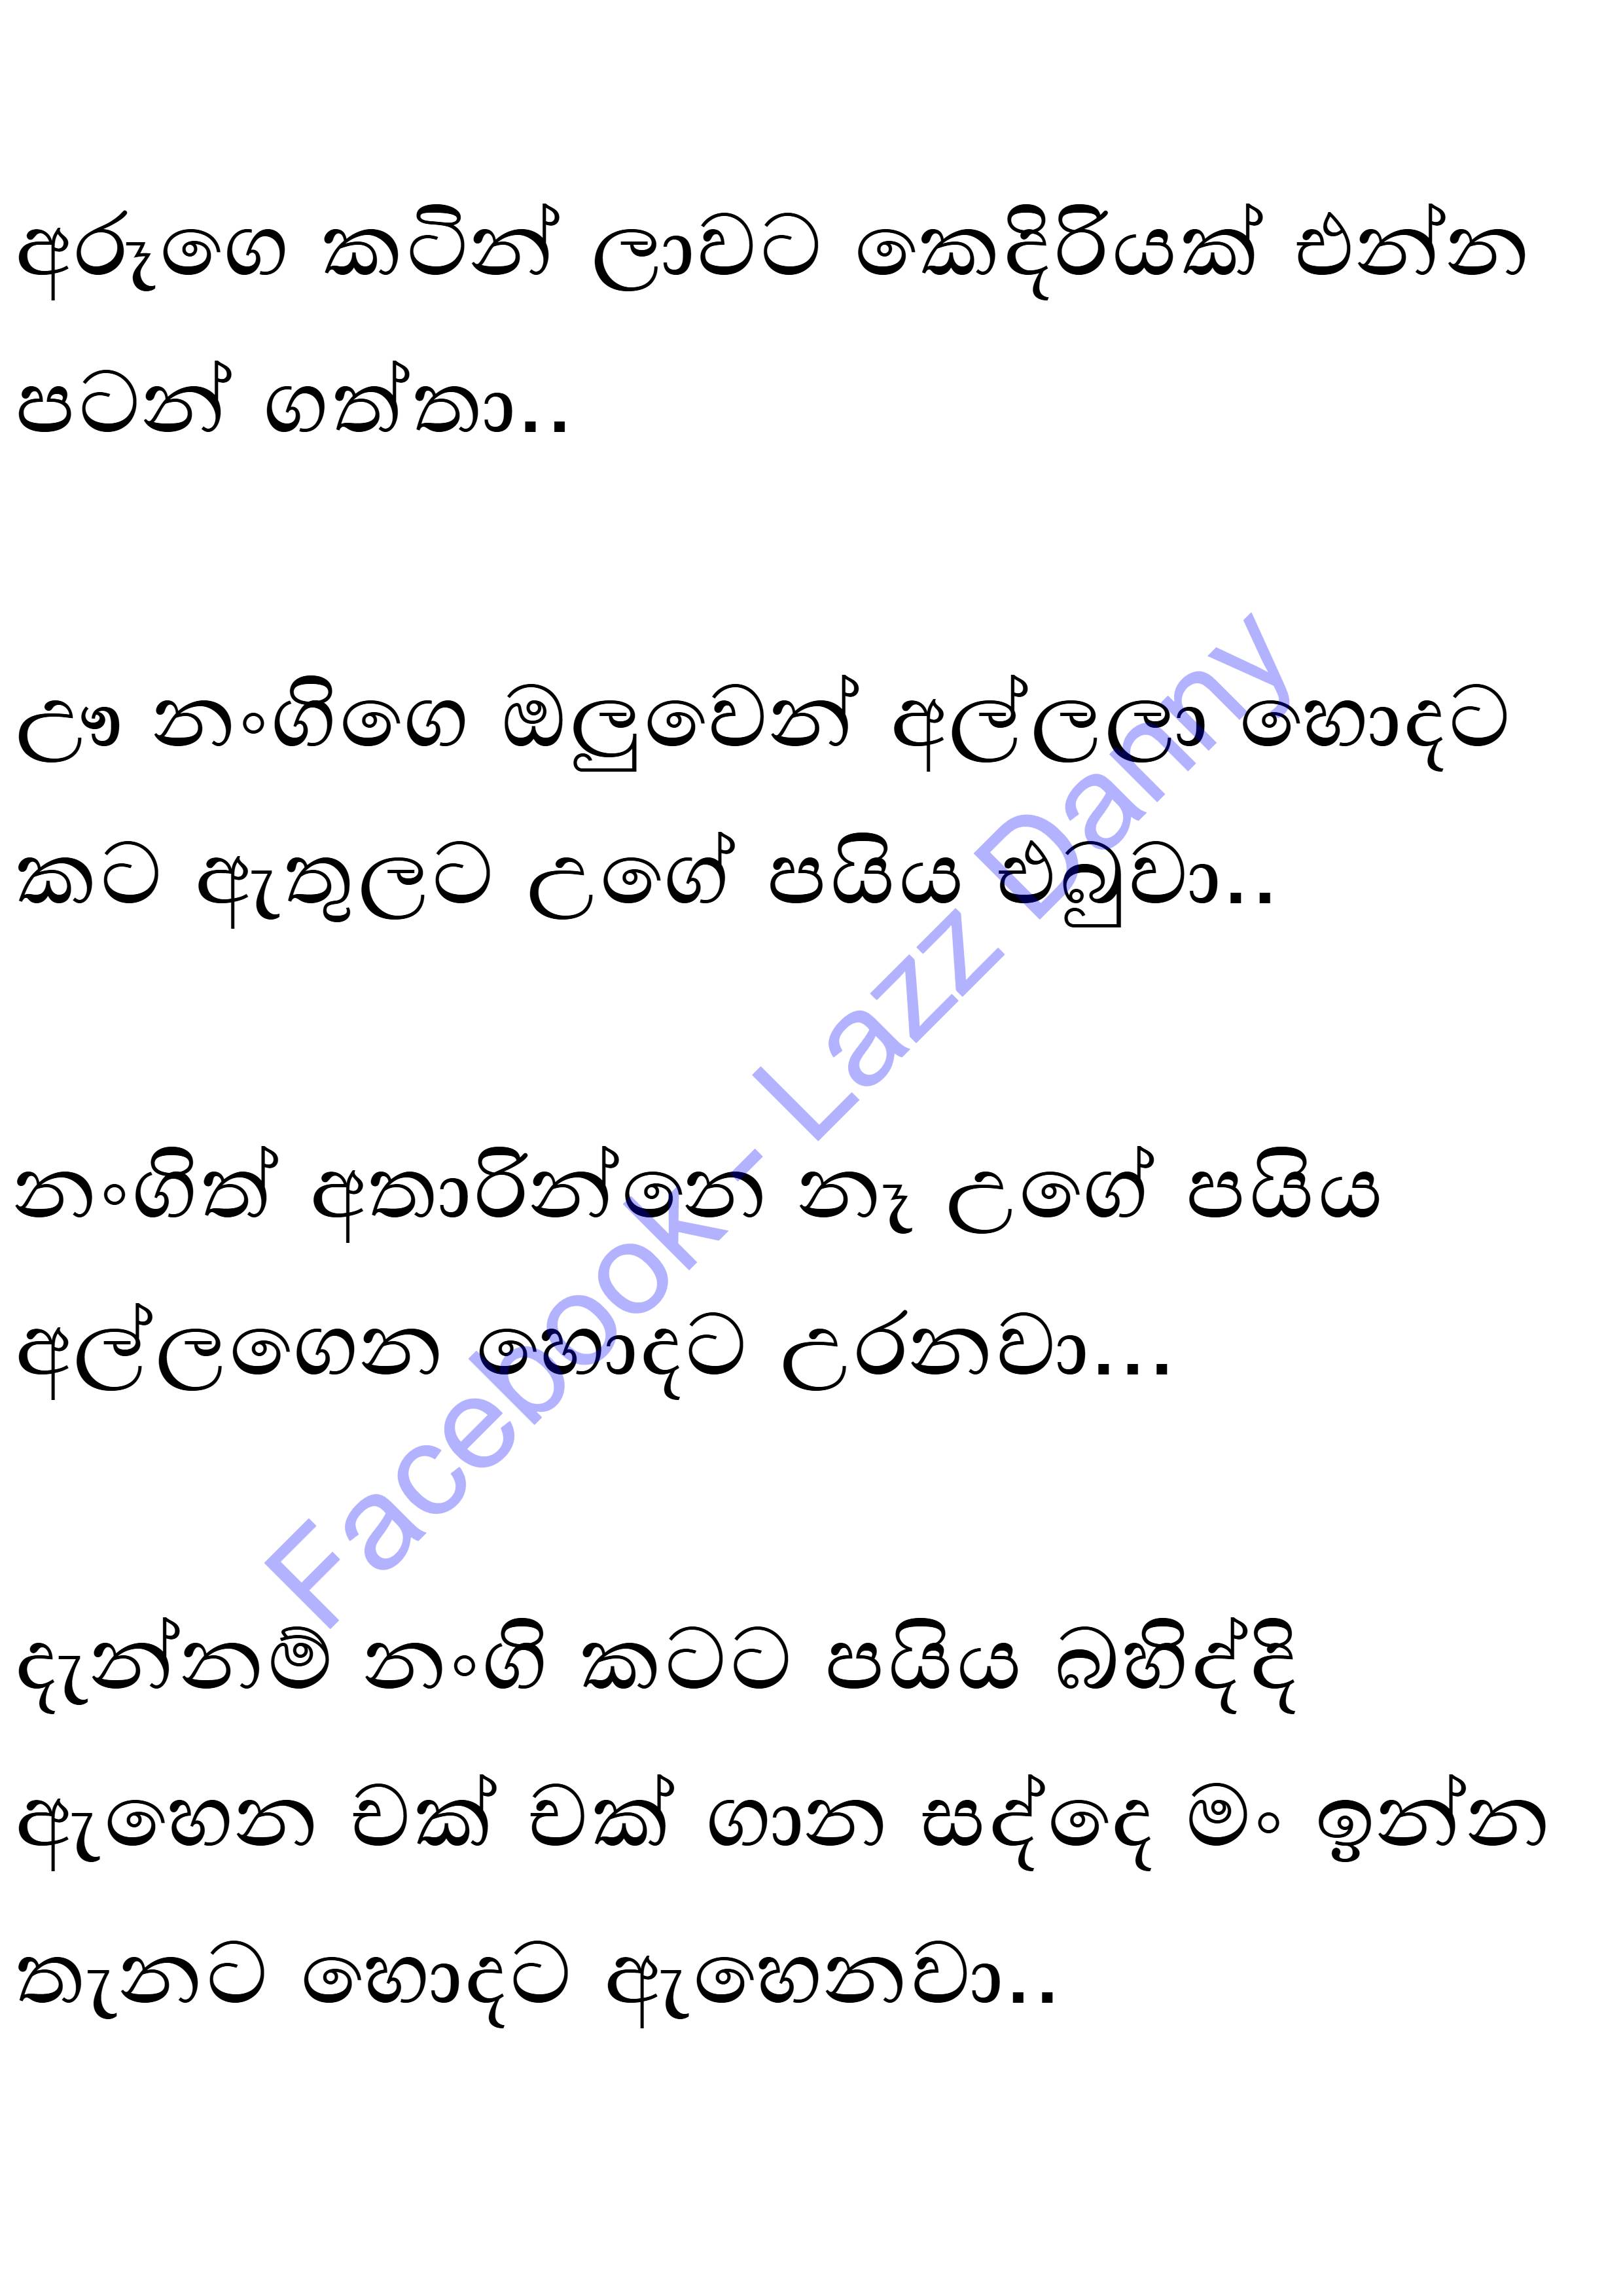 අරූගෙ කටින් ලාවට කෙදිරියක් එන්න
පටන් ගත්තා..
ඌ නංගිගෙ ඔලුවෙන් අල්ලලා හොදට
කට ඇතුලට උගේ පයිය එබුවා..
නංගිත් අතාරින්නෙ නෑ උගේ පයිය
අල්ලගෙන හොදට උරනවා...
දැන්නම් නංගි කටට පයිය බහිද්දි
ඇහෙන චක් චක් ගාන සද්දෙ මං ඉන්න
තැනට හොදට ඇහෙනවා..
Facebook - Lazz Danny